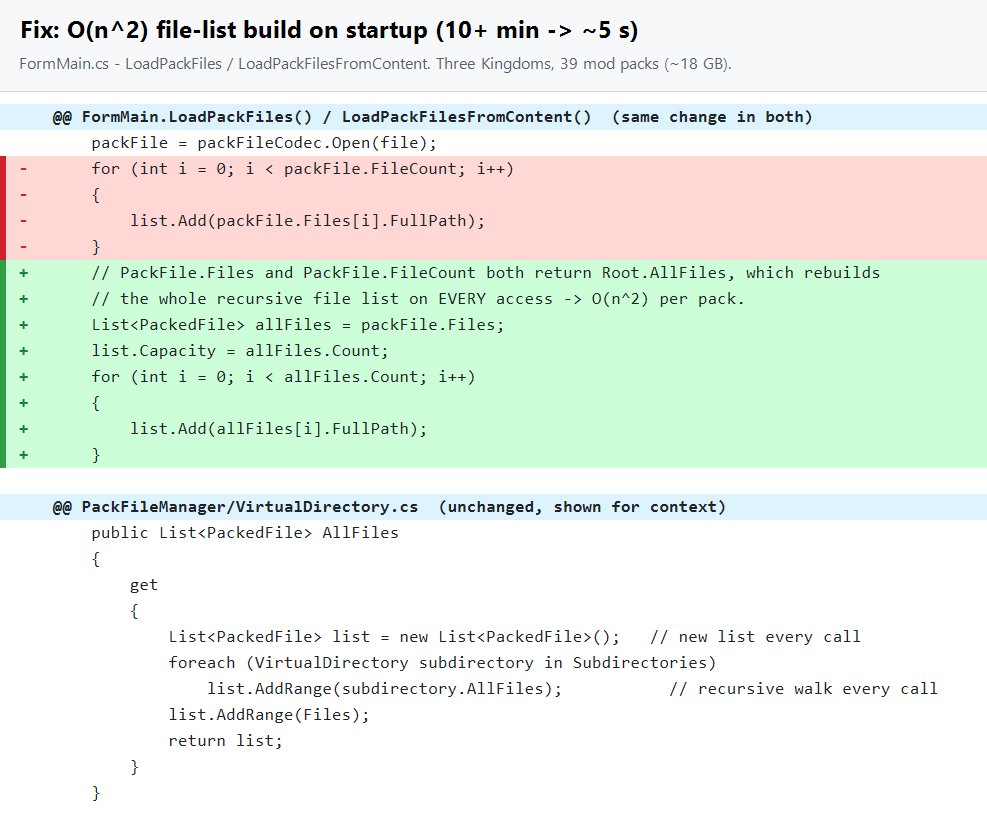 Fix: O(n^2) file-list build on startup (10+ min -> ~5 s)
FormMain.cs - LoadPackFiles / LoadPackFilesFromContent. Three Kingdoms, 39 mod packs (~18 GB).
@@ FormMain.LoadPackFiles() / LoadPackFilesFromContent()  (same change in both)
packFile = packFileCodec.Open(file);
- for (int i = 0; i < packFile.FileCount; i++)
- {
-     list.Add(packFile.Files[i].FullPath);
- }
+ // PackFile.Files and PackFile.FileCount both return Root.AllFiles, which rebuilds
+ // the whole recursive file list on EVERY access -> O(n^2) per pack.
+ List<PackedFile> allFiles = packFile.Files;
+ list.Capacity = allFiles.Count;
+ for (int i = 0; i < allFiles.Count; i++)
+ {
+     list.Add(allFiles[i].FullPath);
+ }
@@ PackFileManager/VirtualDirectory.cs  (unchanged, shown for context)
public List<PackedFile> AllFiles
{
    get
    {
        List<PackedFile> list = new List<PackedFile>();   // new list every call
        foreach (VirtualDirectory subdirectory in Subdirectories)
            list.AddRange(subdirectory.AllFiles);           // recursive walk every call
        list.AddRange(Files);
        return list;
    }
}